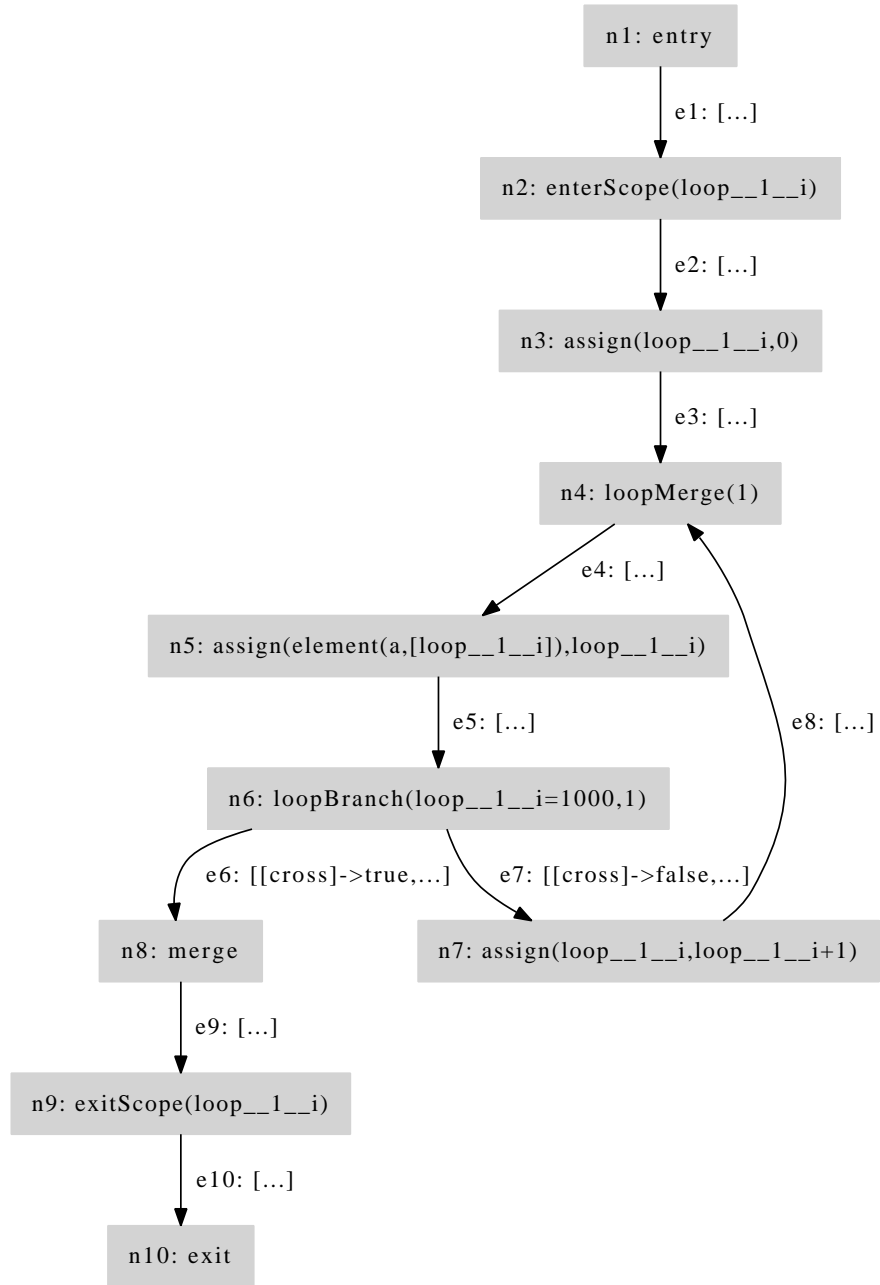 n1: entry
e1: [...]
n2: enterScope(loop__1__i)
e2: [...]
n3: assign(loop__1__i,0)
e3: [...]
n4: loopMerge(1)
e4: [...]
n5: assign(element(a,[loop__1__i]),loop__1__i)
e5: [...]
e8: [...]
n6: loopBranch(loop__1__i=1000,1)
e6: [[cross]->true,...]
e7: [[cross]->false,...]
n8: merge
n7: assign(loop__1__i,loop__1__i+1)
e9: [...]
n9: exitScope(loop__1__i)
e10: [...]
n10: exit